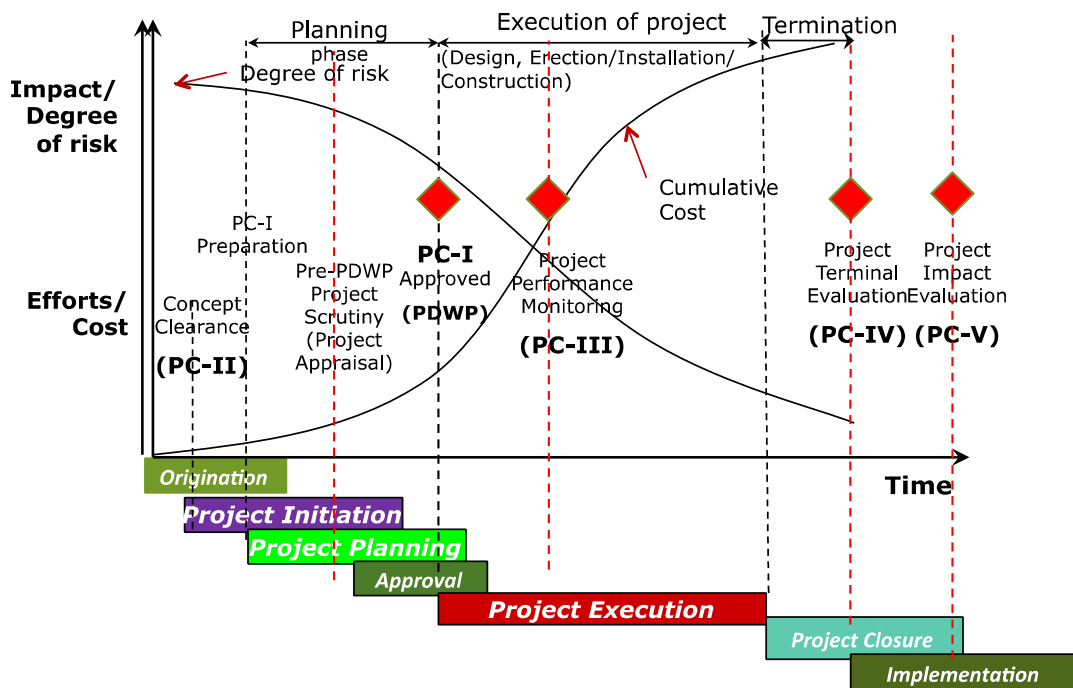 Planning
phase
Execution of project
(Design, Erection/Installation/
Construction)
Termination
Degree of risk
Impact/
Degree
of risk
Cumulative
Cost
PC-I
Preparation
Pre-PDWP
Project
Scrutiny
(Project
Appraisal)
PC-I
Approved
(PDWP)
Project
Performance
Monitoring
(PC-III)
Project
Terminal
Evaluation
(PC-IV)
Project
Impact
Evaluation
(PC-V)
Efforts/
Cost
Concept
Clearance
(PC-II)
Time
Origination
Project Initiation
Project Planning
Approval
Project Execution
Project Closure
Implementation